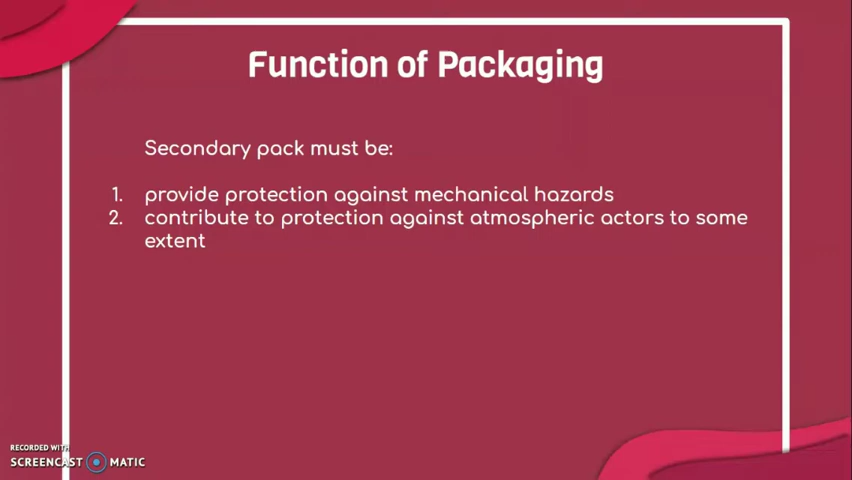 Function of Packaging
Secondary pack must be:
1. provide protection against mechanical hazards
2. contribute to protection against atmospheric actors to some
extent
RECORDED WITH
SCREENCAST MATIC